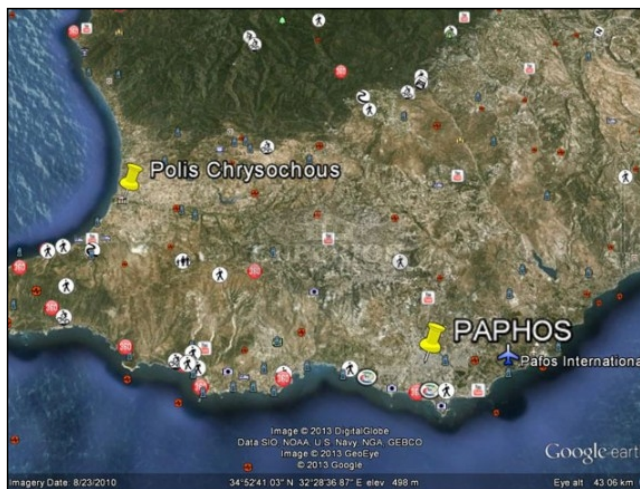 Polis Chrysochous
PAPHOS
Pafos Internationa
Image © 2013 DigitalGlobe
Data SIO, NOAA, U.S. Navy, NGA, GEBCO
Image © 2013 GeoEye
© 2013 Google
Google earth
Imagery Date: 8/23/2010 34°52'41.03" N 32°28'36.87" E elev 498 m Eye alt 43.06 km